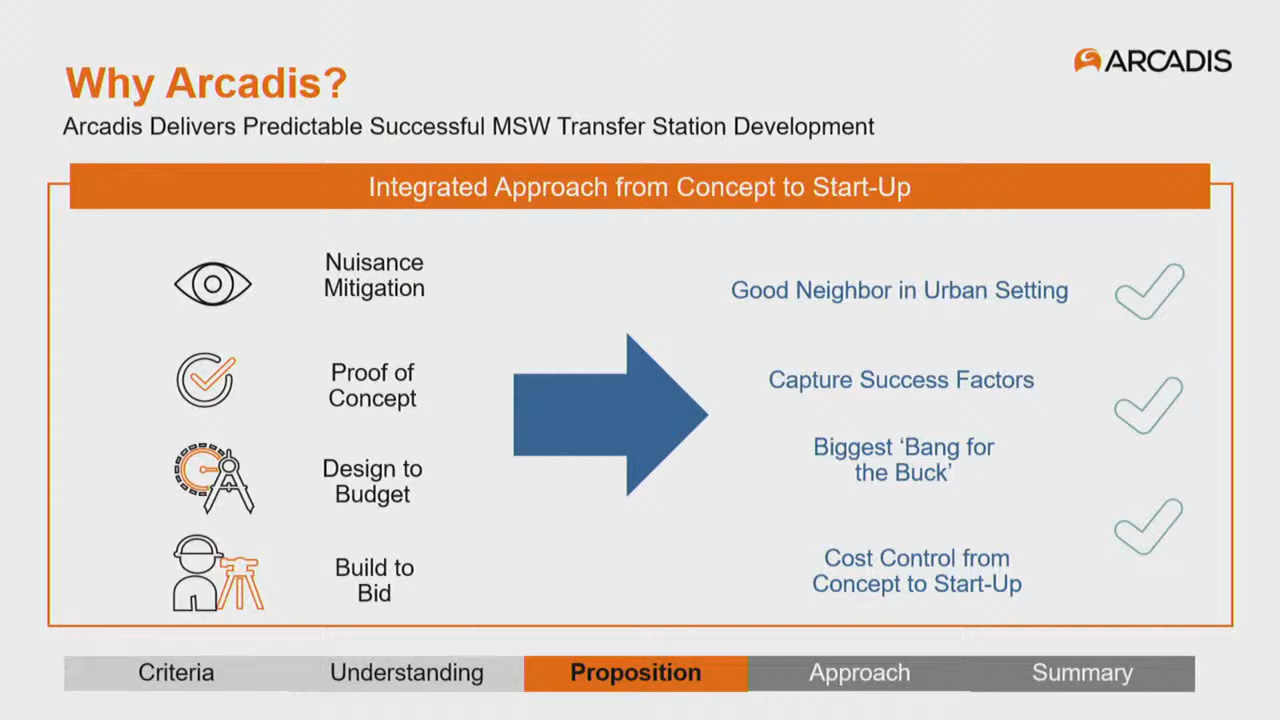 Why Arcadis?
ARCADIS
Arcadis Delivers Predictable Successful MSW Transfer Station Development
Integrated Approach from Concept to Start-Up
Nuisance
Mitigation
Good Neighbor in Urban Setting
Proof of
Concept
Capture Success Factors
Design to
Budget
Biggest ‘Bang for
the Buck’
Build to
Bid
Cost Control from
Concept to Start-Up
Criteria
Understanding
Proposition
Approach
Summary